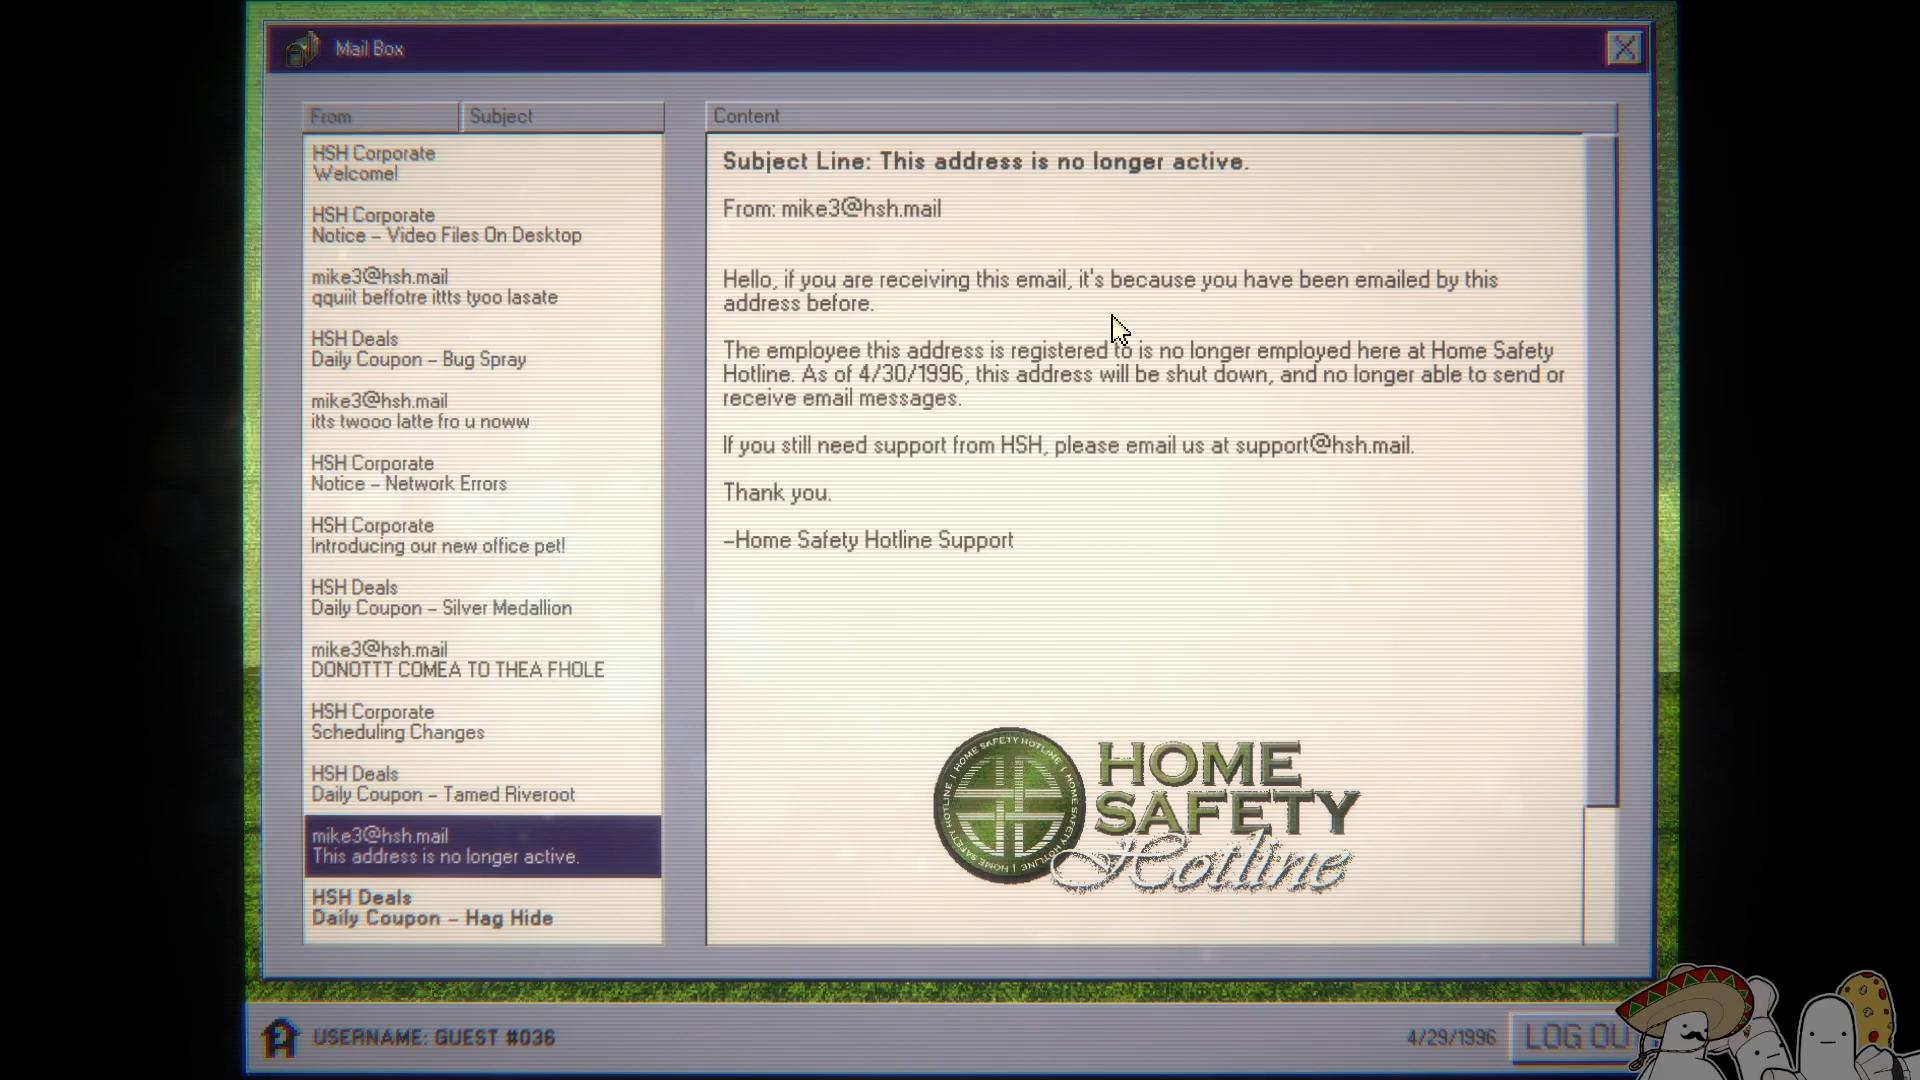 Mail Box
From
Subject
Content
HSH Corporate
Welcome!
HSH Corporate
Notice – Video Files On Desktop
mike3@hsh.mail
qquiit beffotre ittts tyoo lasate
HSH Deals
Daily Coupon – Bug Spray
mike3@hsh.mail
itts twooo latte fro u noww
HSH Corporate
Notice – Network Errors
HSH Corporate
Introducing our new office pet!
HSH Deals
Daily Coupon – Silver Medallion
mike3@hsh.mail
DONOTTT COMEA TO THEA FHOLE
HSH Corporate
Scheduling Changes
HSH Deals
Daily Coupon – Tamed Riveroot
mike3@hsh.mail
This address is no longer active.
HSH Deals
Daily Coupon – Hag Hide
Subject Line: This address is no longer active.
From: mike3@hsh.mail
Hello, if you are receiving this email, it's because you have been emailed by this
address before.
The employee this address is registered to is no longer employed here at Home Safety
Hotline. As of 4/30/1996, this address will be shut down, and no longer able to send or
receive email messages.
If you still need support from HSH, please email us at support@hsh.mail.
Thank you.
–Home Safety Hotline Support
HOME SAFETY HOTLINE | HOME SAFETY HOTLINE | HOME SAFETY HOTLINE |
HOME
SAFETY
Hotline
USERNAME: GUEST #036
4/29/1996
LOG OU